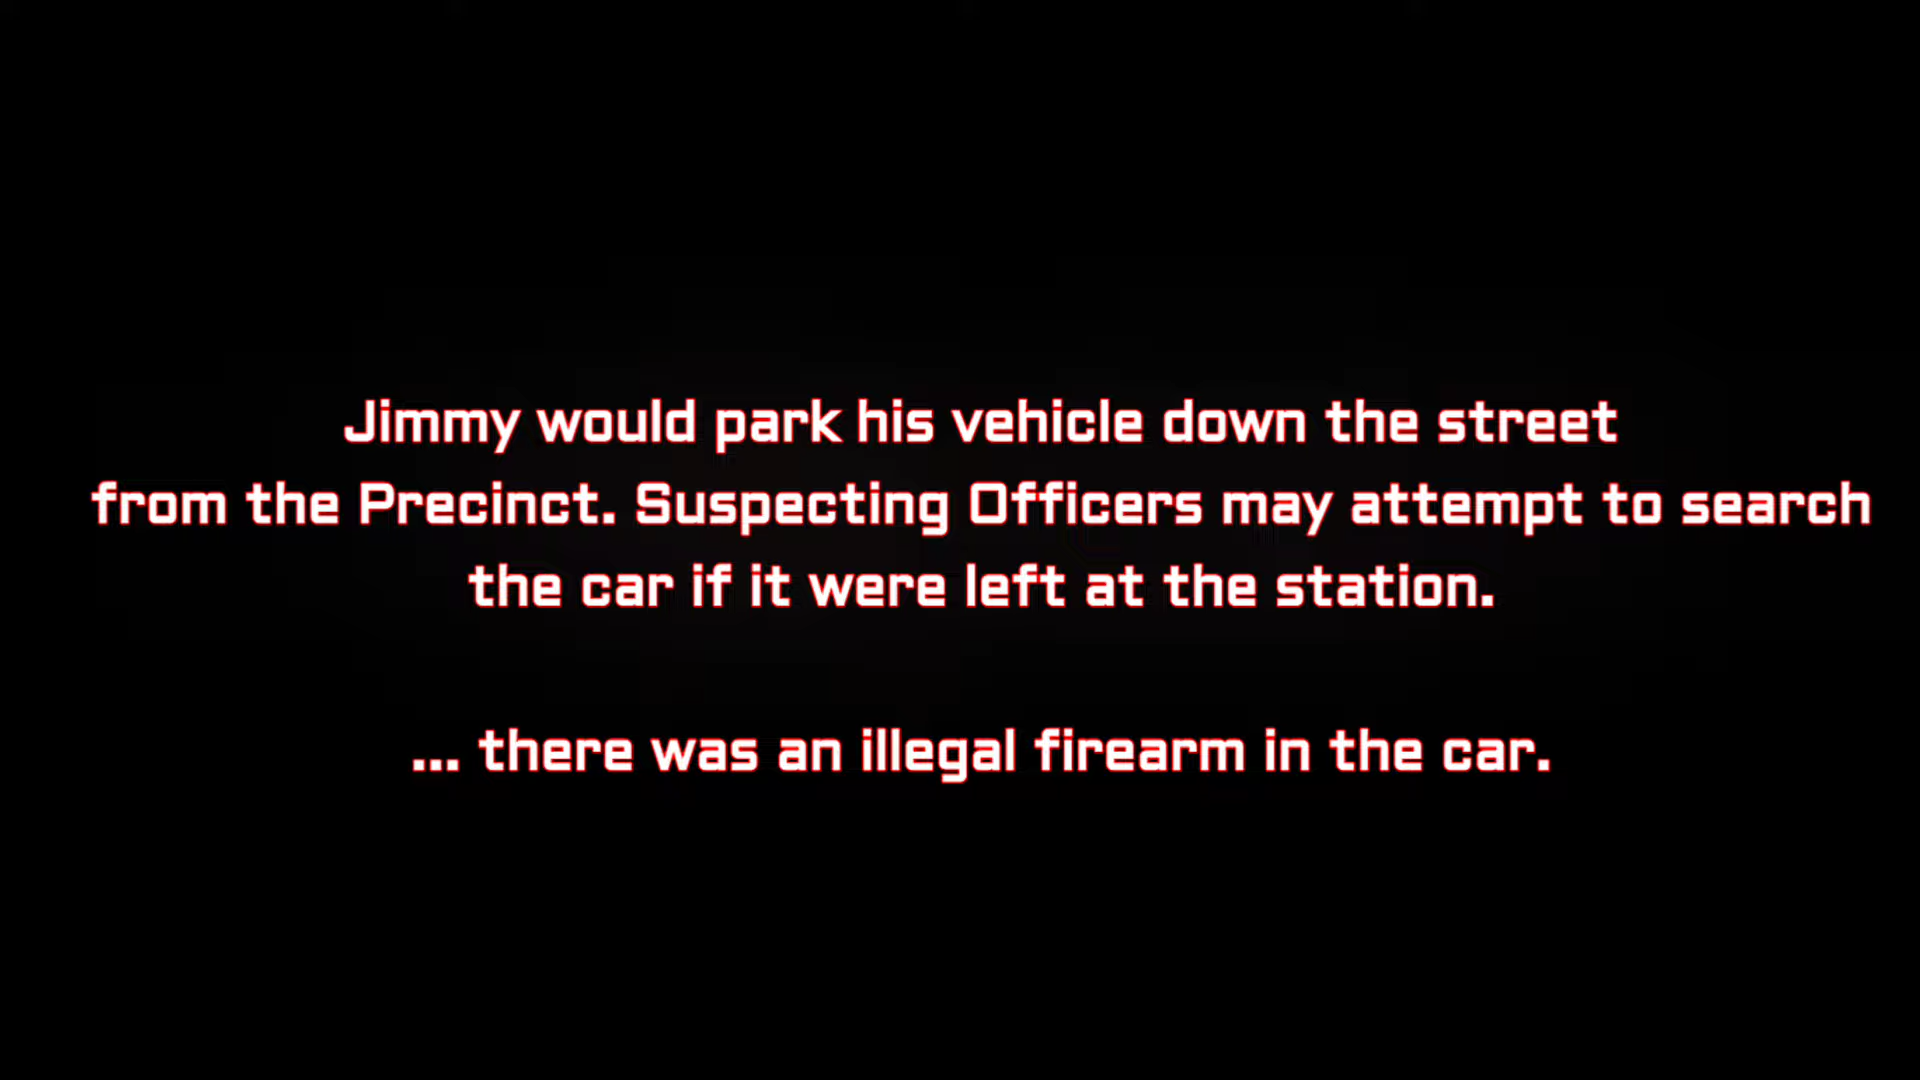 Jimmy would park his vehicle down the street
from the Precinct. Suspecting Officers may attempt to search
the car if it were left at the station.
... there was an illegal firearm in the car.